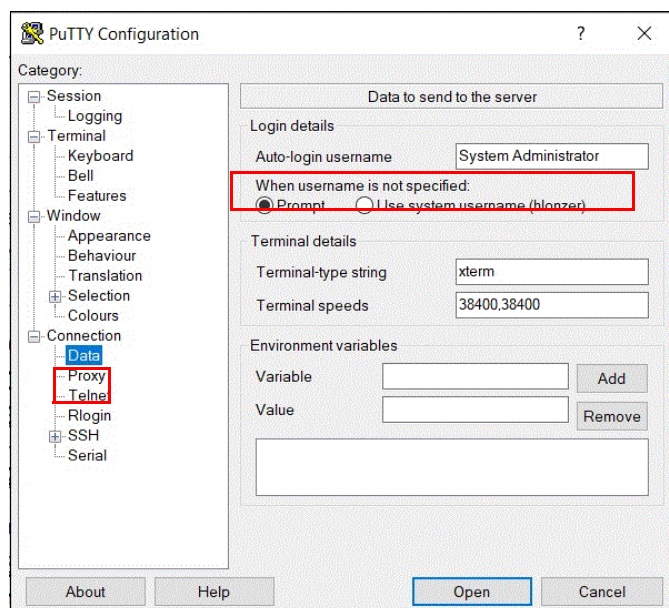 PuTTY Configuration
?
Category:
Session
Logging
Terminal
Keyboard
Bell
Features
Window
Appearance
Behaviour
Translation
Selection
Colours
Connection
Data
Proxy
Telnet
Rlogin
SSH
Serial
Data to send to the server
Login details
Auto-login username System Administrator
When username is not specified:
Prompt Use system username (hlonzer)
Terminal details
Terminal-type string xterm
Terminal speeds 38400,38400
Environment variables
Variable Add
Value Remove
About Help Open Cancel